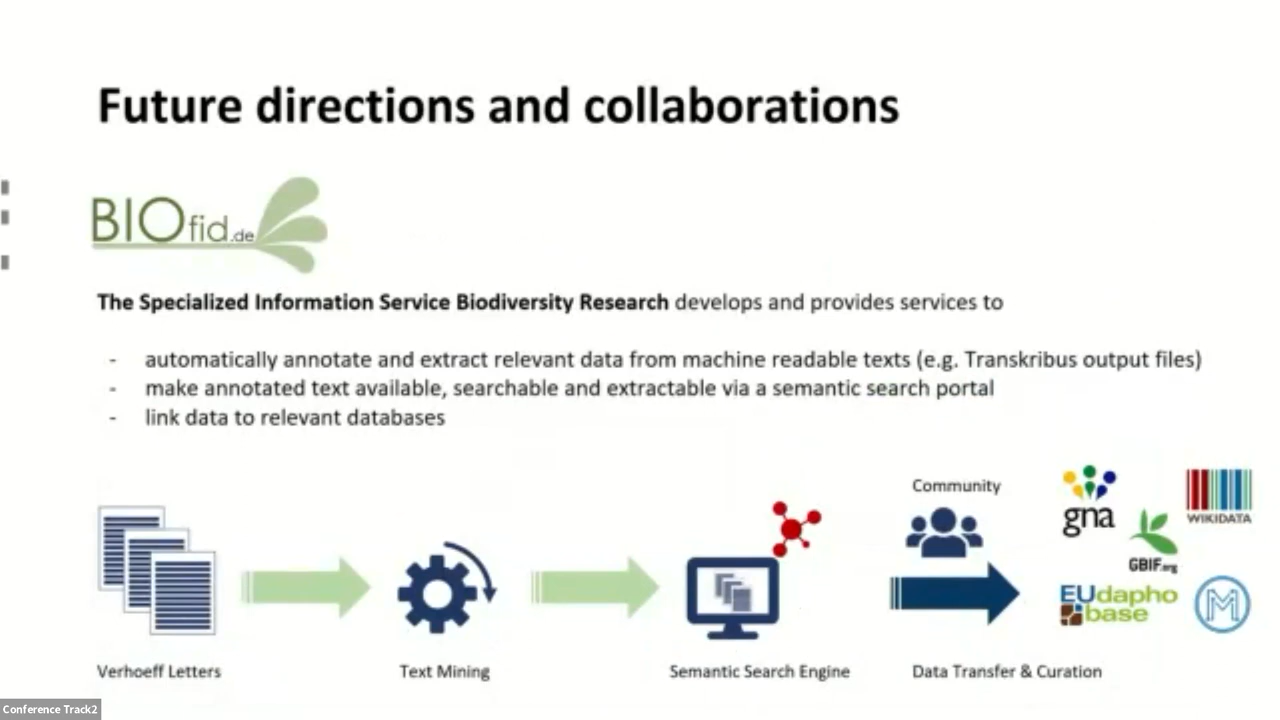 Future directions and collaborations
BIOfid.de
The Specialized Information Service Biodiversity Research develops and provides services to
- automatically annotate and extract relevant data from machine readable texts (e.g. Transkribus output files)
- make annotated text available, searchable and extractable via a semantic search portal
- link data to relevant databases
Community
gna
WIKIDATA
GBIF.org
EUdapho
base
M
Verhoeff Letters
Text Mining
Semantic Search Engine
Data Transfer & Curation
Conference Track2